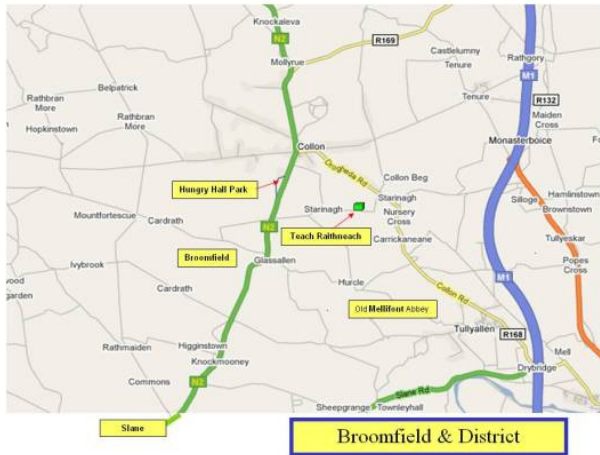 Knockaleva
N2
R169
Rathgory
Mollyrue
Castlelumny
Tenure
M1
Belpatrick
Rathbran
More
Rathbran
More
Hopkinstown
Tenure
R132
Maiden
Cross
Monasterboice
Collon
Drogheda Rd
Collon Beg
Hungry Hall Park
Starinagh
Starinagh
Nursery
Cross
Silloge
Hamlinstown
Brownstown
Mountfortescue
Cardrath
N2
Teach Raithneach
Carrickaneane
Tullyeskar
Broomfield
Glassallen
Popes
Cross
Ivybrook
wood
garden
Cardrath
Hurcle
M1
Collon Rd
Old Mellifont Abbey
Tullyallen
R168
Rathmaiden
Higginstown
Knockmooney
Mell
Drybridge
Commons
N2
Slane Rd
Sheepgrange
Townleyhall
Slane
Broomfield & District